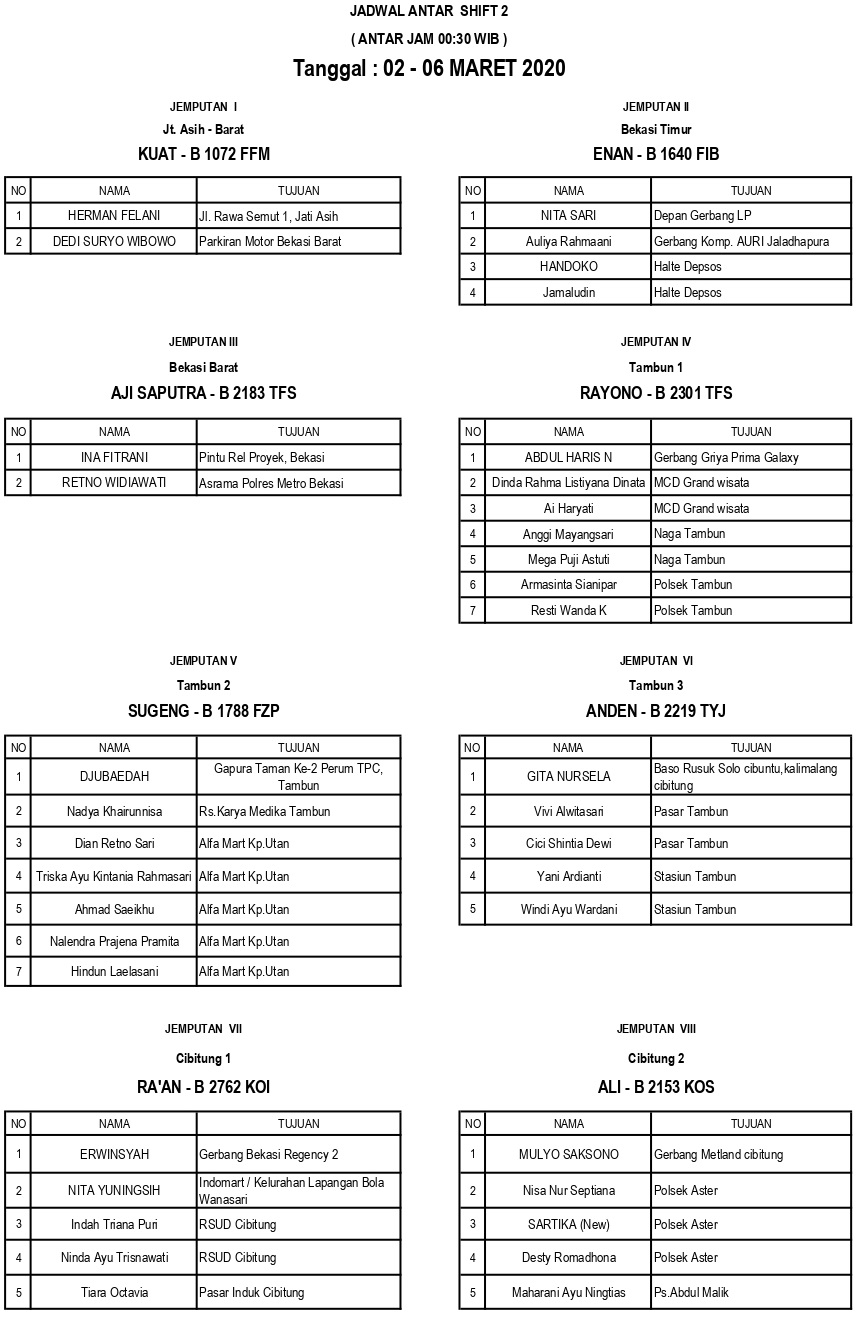 JADWAL ANTAR SHIFT 2
( ANTAR JAM 00:30 WIB )
Tanggal : 02 - 06 MARET 2020
JEMPUTAN I
Jt. Asih - Barat
KUAT - B 1072 FFM
NO NAMA TUJUAN
1 HERMAN FELANI Jl. Rawa Semut 1, Jati Asih
2 DEDI SURYO WIBOWO Parkiran Motor Bekasi Barat
JEMPUTAN II
Bekasi Timur
ENAN - B 1640 FIB
NO NAMA TUJUAN
1 NITA SARI Depan Gerbang LP
2 Auliya Rahmaani Gerbang Komp. AURI Jaladhapura
3 HANDOKO Halte Depsos
4 Jamaludin Halte Depsos
JEMPUTAN III
Bekasi Barat
AJI SAPUTRA - B 2183 TFS
NO NAMA TUJUAN
1 INA FITRANI Pintu Rel Proyek, Bekasi
2 RETNO WIDIAWATI Asrama Polres Metro Bekasi
JEMPUTAN IV
Tambun 1
RAYONO - B 2301 TFS
NO NAMA TUJUAN
1 ABDUL HARIS N Gerbang Griya Prima Galaxy
2 Dinda Rahma Listiyana Dinata MCD Grand wisata
3 Ai Haryati MCD Grand wisata
4 Anggi Mayangsari Naga Tambun
5 Mega Puji Astuti Naga Tambun
6 Armasinta Sianipar Polsek Tambun
7 Resti Wanda K Polsek Tambun
JEMPUTAN V
Tambun 2
SUGENG - B 1788 FZP
NO NAMA TUJUAN
1 DJUBAEDAH Gapura Taman Ke-2 Perum TPC,
Tambun
2 Nadya Khairunnisa Rs.Karya Medika Tambun
3 Dian Retno Sari Alfa Mart Kp.Utan
4 Triska Ayu Kintania Rahmasari Alfa Mart Kp.Utan
5 Ahmad Saeikhu Alfa Mart Kp.Utan
6 Nalendra Prajena Pramita Alfa Mart Kp.Utan
7 Hindun Laelasani Alfa Mart Kp.Utan
JEMPUTAN VI
Tambun 3
ANDEN - B 2219 TYJ
NO NAMA TUJUAN
1 GITA NURSELA Baso Rusuk Solo cibuntu,kalimalang
cibitung
2 Vivi Alwitasari Pasar Tambun
3 Cici Shintia Dewi Pasar Tambun
4 Yani Ardianti Stasiun Tambun
5 Windi Ayu Wardani Stasiun Tambun
JEMPUTAN VII
Cibitung 1
RA'AN - B 2762 KOI
NO NAMA TUJUAN
1 ERWINSYAH Gerbang Bekasi Regency 2
2 NITA YUNINGSIH Indomart / Kelurahan Lapangan Bola
Wanasari
3 Indah Triana Puri RSUD Cibitung
4 Ninda Ayu Trisnawati RSUD Cibitung
5 Tiara Octavia Pasar Induk Cibitung
JEMPUTAN VIII
Cibitung 2
ALI - B 2153 KOS
NO NAMA TUJUAN
1 MULYO SAKSONO Gerbang Metland cibitung
2 Nisa Nur Septiana Polsek Aster
3 SARTIKA (New) Polsek Aster
4 Desty Romadhona Polsek Aster
5 Maharani Ayu Ningtias Ps.Abdul Malik